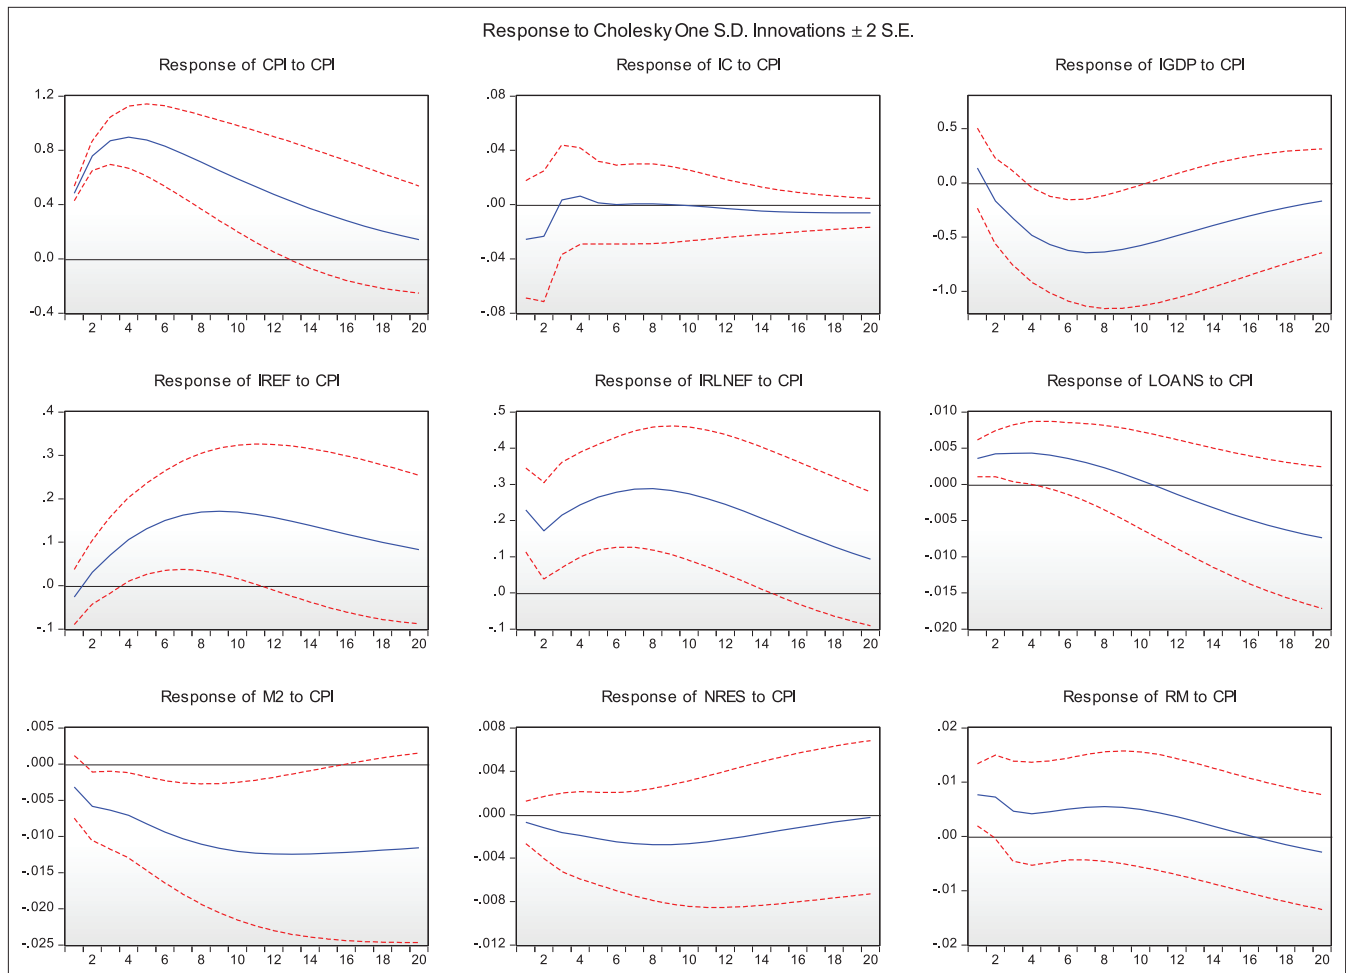 Response to Cholesky One S.D. Innovations ± 2 S.E.
Response of CPI to CPI
1.2
0.8
0.4
0.0
-0.4
2 4 6 8 10 12 14 16 18 20
Response of IC to CPI
.08
.04
.00
-.04
-.08
2 4 6 8 10 12 14 16 18 20
Response of IGDP to CPI
0.5
0.0
-0.5
-1.0
2 4 6 8 10 12 14 16 18 20
Response of IREF to CPI
.4
.3
.2
.1
.0
-.1
2 4 6 8 10 12 14 16 18 20
Response of IRLNEF to CPI
.5
.4
.3
.2
.1
.0
-.1
2 4 6 8 10 12 14 16 18 20
Response of LOANS to CPI
.010
.005
.000
-.005
-.010
-.015
-.020
2 4 6 8 10 12 14 16 18 20
Response of M2 to CPI
.005
.000
-.005
-.010
-.015
-.020
-.025
2 4 6 8 10 12 14 16 18 20
Response of NRES to CPI
.008
.004
.000
-.004
-.008
-.012
2 4 6 8 10 12 14 16 18 20
Response of RM to CPI
.02
.01
.00
-.01
-.02
2 4 6 8 10 12 14 16 18 20